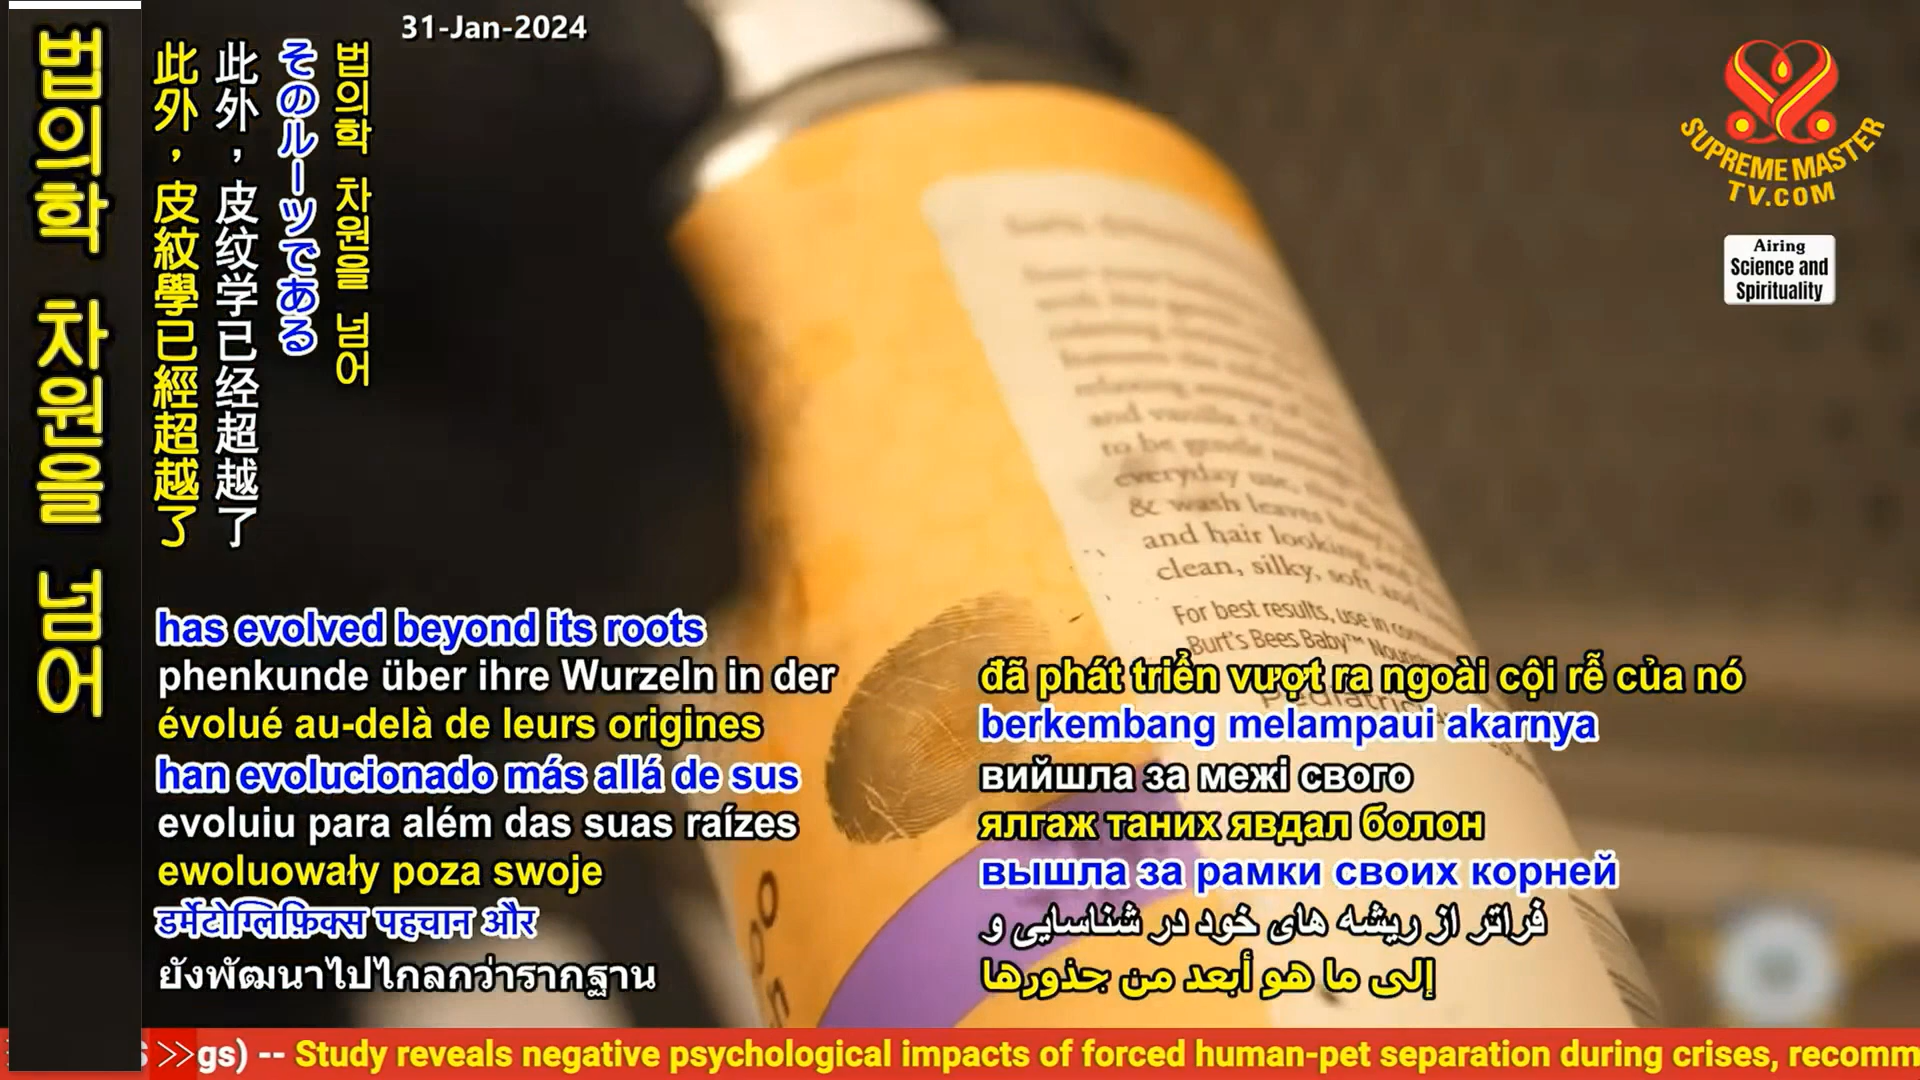 31-Jan-2024
법의학 차원을 넘어
此外，皮紋學已經超越了
此外，皮纹学已经超越了
そのルーツである
법의학 차원을 넘어
SUPREME MASTER
TV.COM
Airing
Science and
Spirituality
everyday use,
& wash leaves
and hair looking
clean, silky, soft and
For best results, use in
Burt's Bees Baby™
Pediatric
has evolved beyond its roots
phenkunde über ihre Wurzeln in der
évolué au-delà de leurs origines
han evolucionado más allá de sus
evoluiu para além das suas raízes
ewoluowały poza swoje
डर्मेटोग्लिफ़िक्स पहचान और
ยังพัฒนาไปไกลกว่ารากฐาน
đã phát triển vượt ra ngoài cội rễ của nó
berkembang melampaui akarnya
вийшла за межі свого
ялгаж таних явдал болон
вышла за рамки своих корней
فراتر از ریشه های خود در شناسایی و
إلى ما هو أبعد من جذورها
gs) -- Study reveals negative psychological impacts of forced human-pet separation during crises, recomm